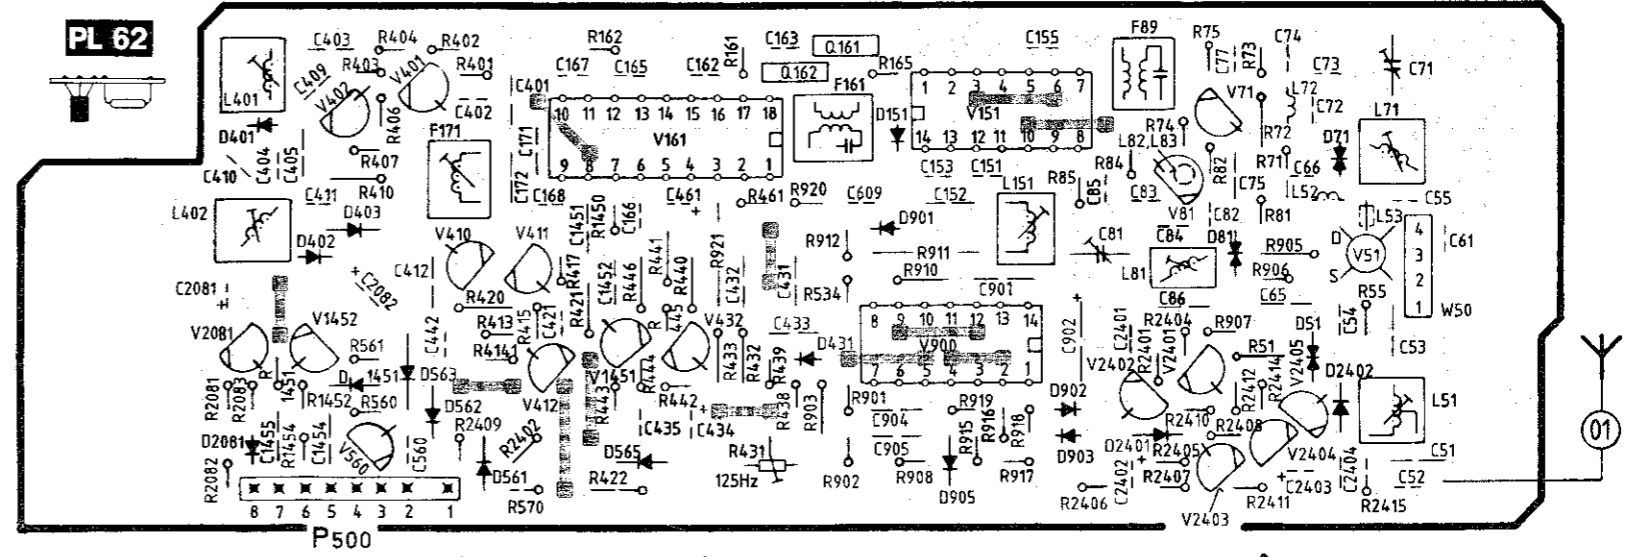 PL 62
C403 R404 R402 R162 R161 C163 Q161 C155 F89 R75 C74
R403 V401 R401 C167 C165 C162 Q162 R165 C77 R73 C73 C71
C409 V402 C402 C401 F161 1 2 3 4 5 6 7 V71 L72 C72 L71
L401 R406 10 11 12 13 14 15 16 17 18 D151 V151 R74 R72 D71
D401 F171 C171 V161 14 13 12 11 10 9 8 L82,L83 R82 R71 C66
C410 C404 C405 R407 9 8 7 6 5 4 3 2 1 C153 C151 R84 C83 C75 L52
C411 R410 C172 C168 C1451 R1450 C166 C461 R461 R920 C609 C152 L151 R85 C85 V81 C82 R81 C55
L402 D403 V410 V411 R441 R921 R912 D901 R911 C81 C84 D81 R905 L53 4 C61
D402 C412 R417 C1452 R446 R440 C432 C431 R910 L81 R906 D V51 S 3 2
C2081 + C2082 + R420 R421 R534 C901 C86 C65 R55 1 W50
V2081 V1452 C442 R413 R415 C421 R 445 V432 C433 8 9 10 11 12 13 14 + C902 C2401 R2404 R907 D51 C54
R561 R4141 V1451 R444 R433 R432 R439 D431 V900 V2402 R2401 V2401 R51 R2414 V2405 C53
R2081 R2083 R 1451 D 1451 D563 V412 R443 7 6 5 4 3 2 1 D2402
R1452 R560 D562 R442 R438 R903 R901 R919 D902 R2412 L51
D2081 C1455 R1454 C1454 V560 C560 R2409 R2402 C435 + C434 C904 R915 R916 R918 R2410 R2408 01
R2082 D565 R431 C905 D903 D2401 R2405 V2404 C2404 C51
D561 R422 125Hz R902 R908 D905 R917 C2402 + R2407 + C2403 C52
8 7 6 5 4 3 2 1 R570 R2406 V2403 R2411 R2415
P500